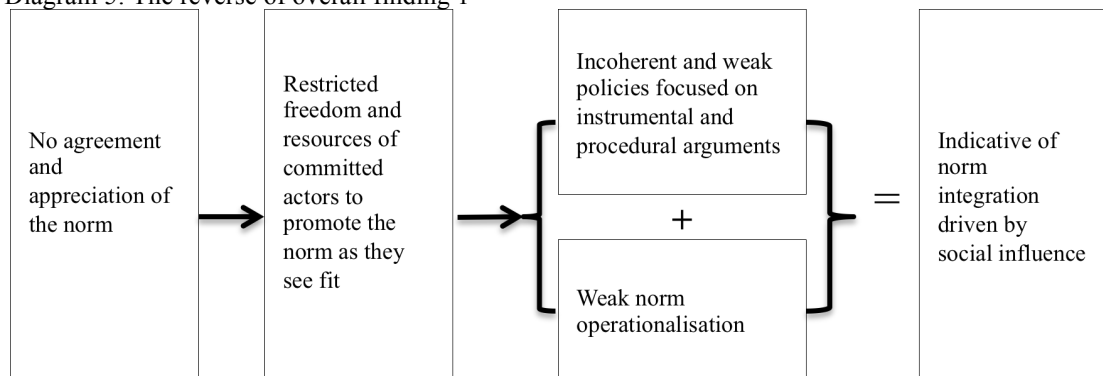 Diagram 3: The reverse of overall finding 1
No agreement
and
appreciation of
the norm
Restricted
freedom and
resources of
committed
actors to
promote the
norm as they
see fit
Incoherent and weak
policies focused on
instrumental and
procedural arguments
+
Weak norm
operationalisation
=
Indicative of
norm
integration
driven by
social influence